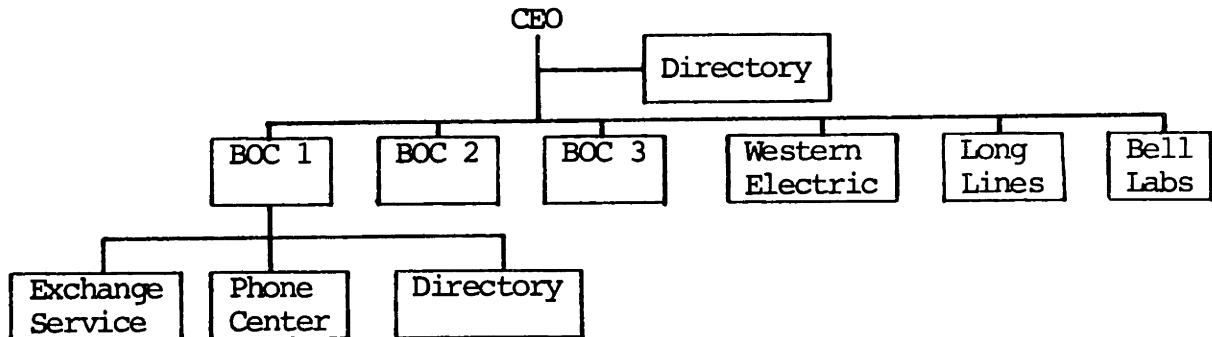 CEO
Directory
BOC 1
BOC 2
BOC 3
Western
Electric
Long
Lines
Bell
Labs
Exchange
Service
Phone
Center
Directory